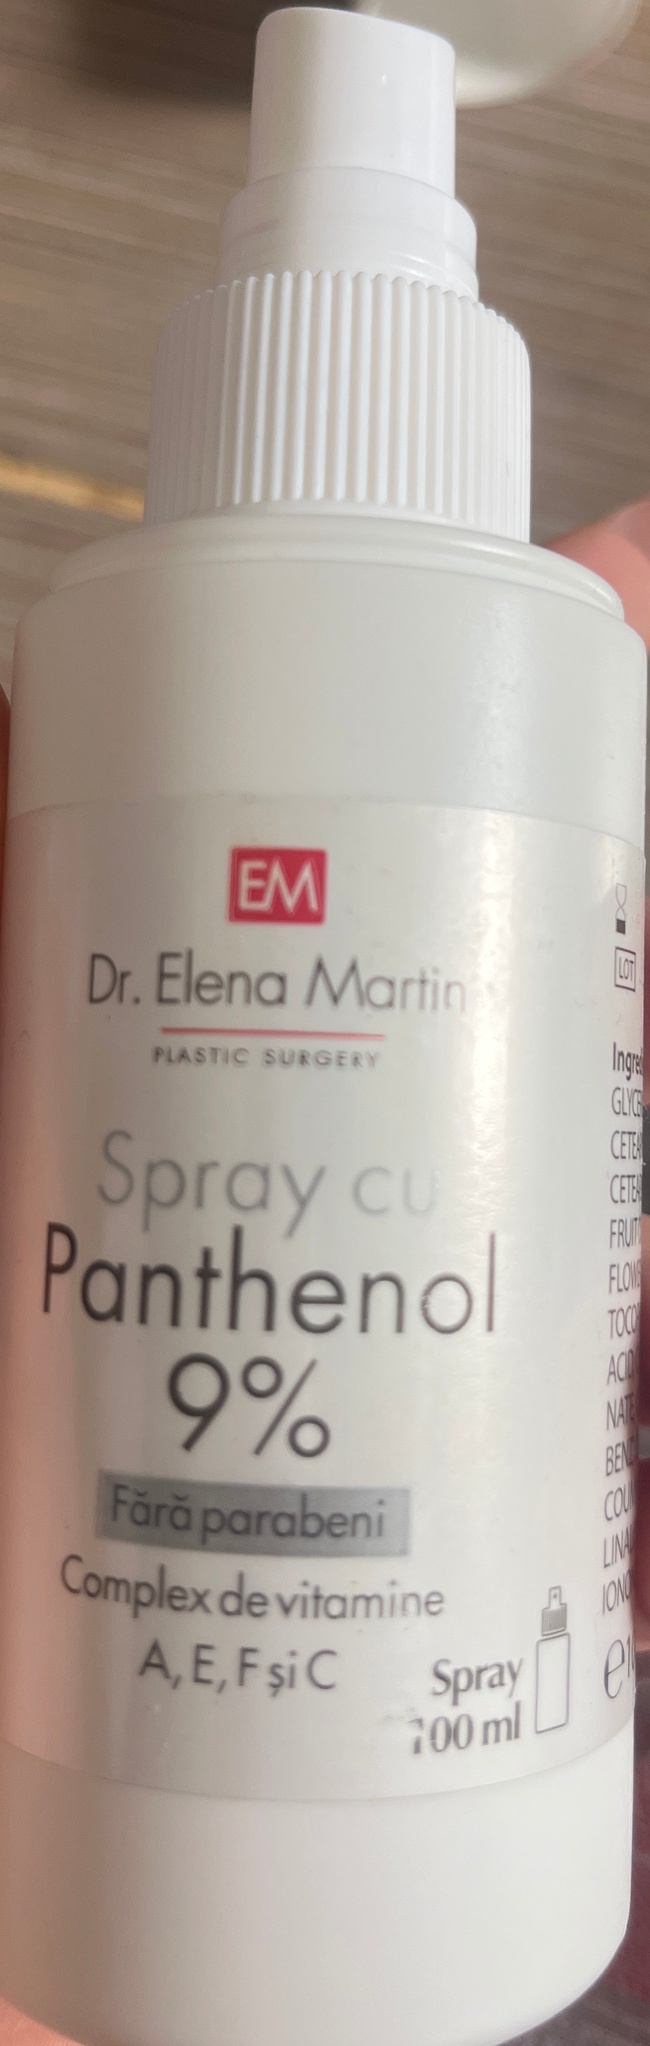 EM
Dr. Elena Martin
PLASTIC SURGERY
Spray cu
Panthenol
9%
Fără parabeni
Complex de vitamine
A, E, F și C
Spray
100 ml
LOT